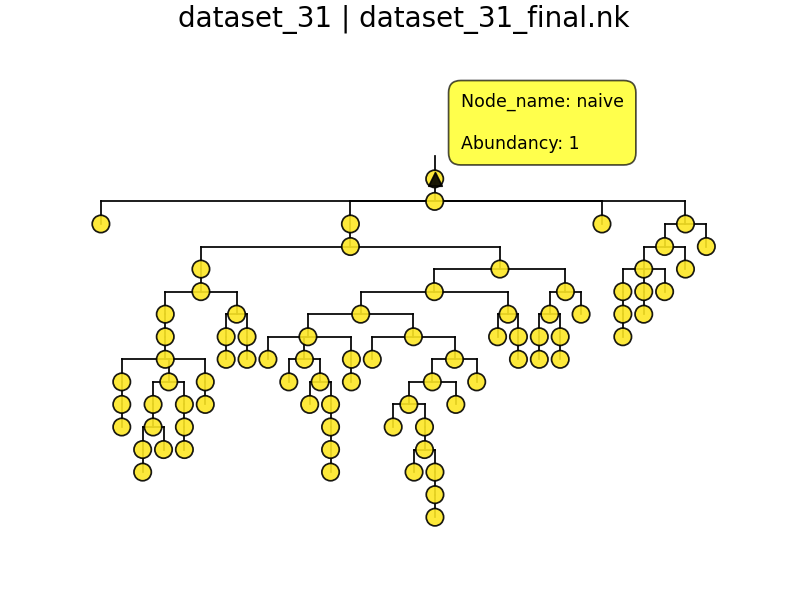 dataset_31 | dataset_31_final.nk
Node_name: naive
Abundancy: 1